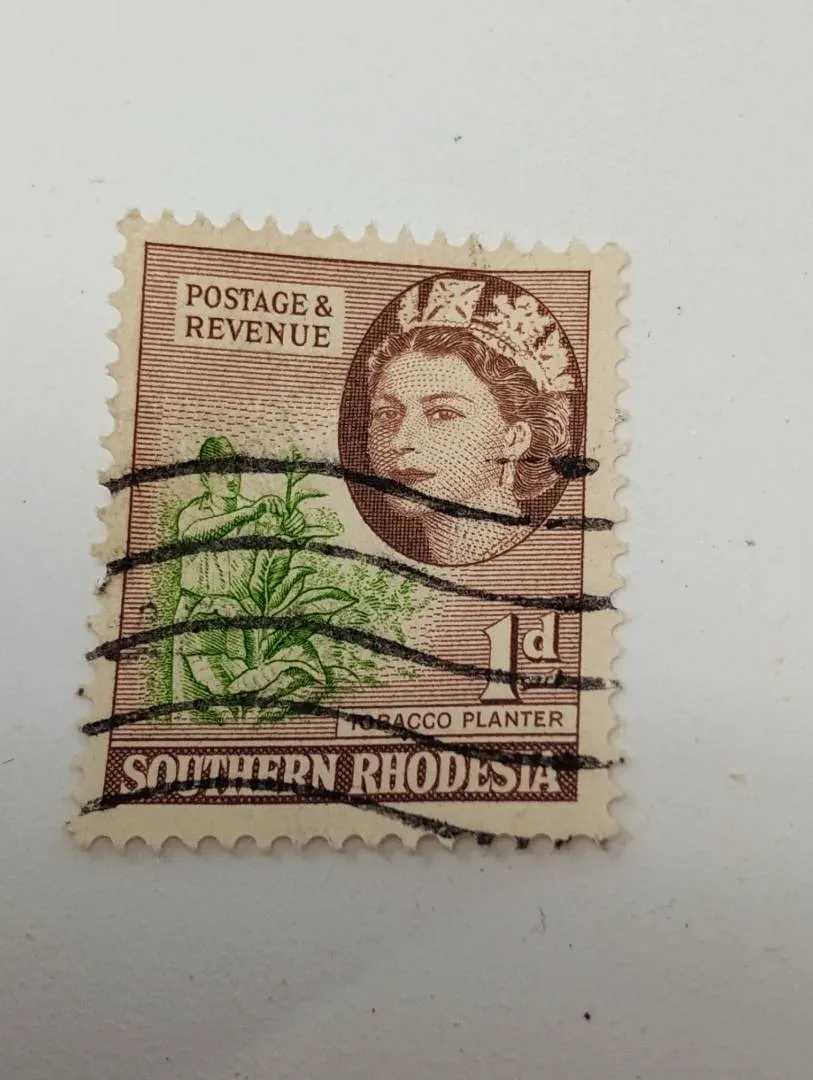 POSTAGE &
REVENUE
1d
TOBACCO PLANTER
SOUTHERN RHODESIA